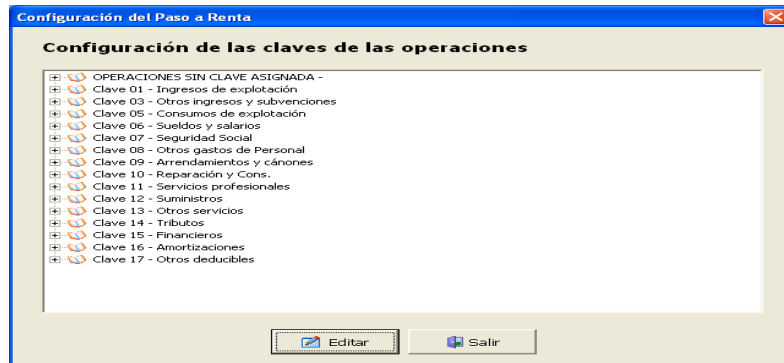 Configuración del Paso a Renta
Configuración de las claves de las operaciones
OPERACIONES SIN CLAVE ASIGNADA -
Clave 01 - Ingresos de explotación
Clave 03 - Otros ingresos y subvenciones
Clave 05 - Consumos de explotación
Clave 06 - Sueldos y salarios
Clave 07 - Seguridad Social
Clave 08 - Otros gastos de Personal
Clave 09 - Arrendamientos y cánones
Clave 10 - Reparación y Cons.
Clave 11 - Servicios profesionales
Clave 12 - Suministros
Clave 13 - Otros servicios
Clave 14 - Tributos
Clave 15 - Financieros
Clave 16 - Amortizaciones
Clave 17 - Otros deducibles
Editar Salir